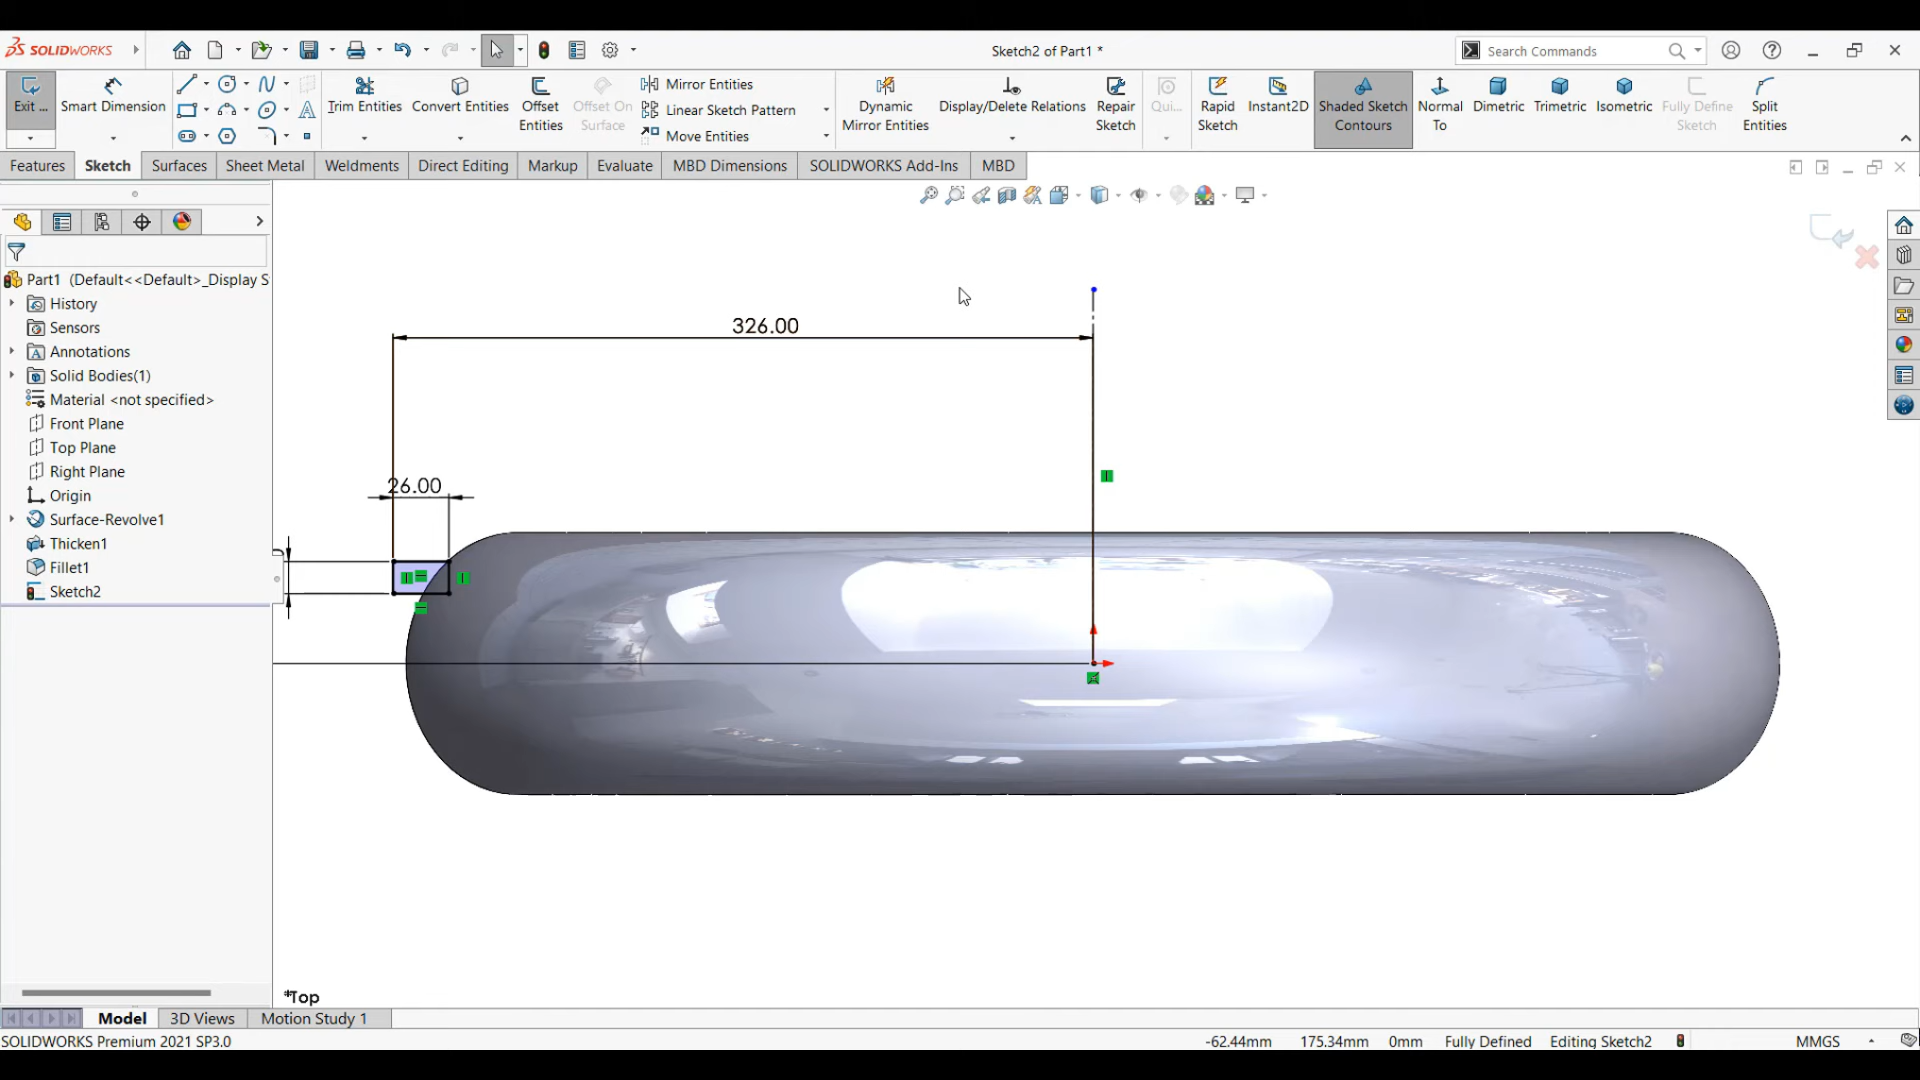 SOLIDWORKS
Sketch2 of Part1 *
Search Commands
Exit ...
Smart Dimension
Trim Entities
Convert Entities
Offset Entities
Offset On Surface
Mirror Entities
Linear Sketch Pattern
Move Entities
Dynamic Mirror Entities
Display/Delete Relations
Repair Sketch
Qui...
Rapid Sketch
Instant2D
Shaded Sketch Contours
Normal To
Dimetric
Trimetric
Isometric
Fully Define Sketch
Split Entities
Features
Sketch
Surfaces
Sheet Metal
Weldments
Direct Editing
Markup
Evaluate
MBD Dimensions
SOLIDWORKS Add-Ins
MBD
Part1 (Default<<Default>_Display S
History
Sensors
Annotations
Solid Bodies(1)
Material <not specified>
Front Plane
Top Plane
Right Plane
Origin
Surface-Revolve1
Thicken1
Fillet1
Sketch2
326.00
26.00
*Top
Model
3D Views
Motion Study 1
SOLIDWORKS Premium 2021 SP3.0
-62.44mm
175.34mm
0mm
Fully Defined
Editing Sketch2
MMGS